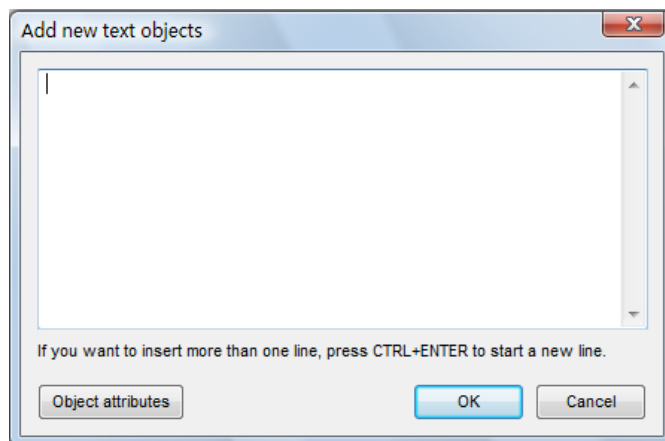 Add new text objects
If you want to insert more than one line, press CTRL+ENTER to start a new line.
Object attributes OK Cancel